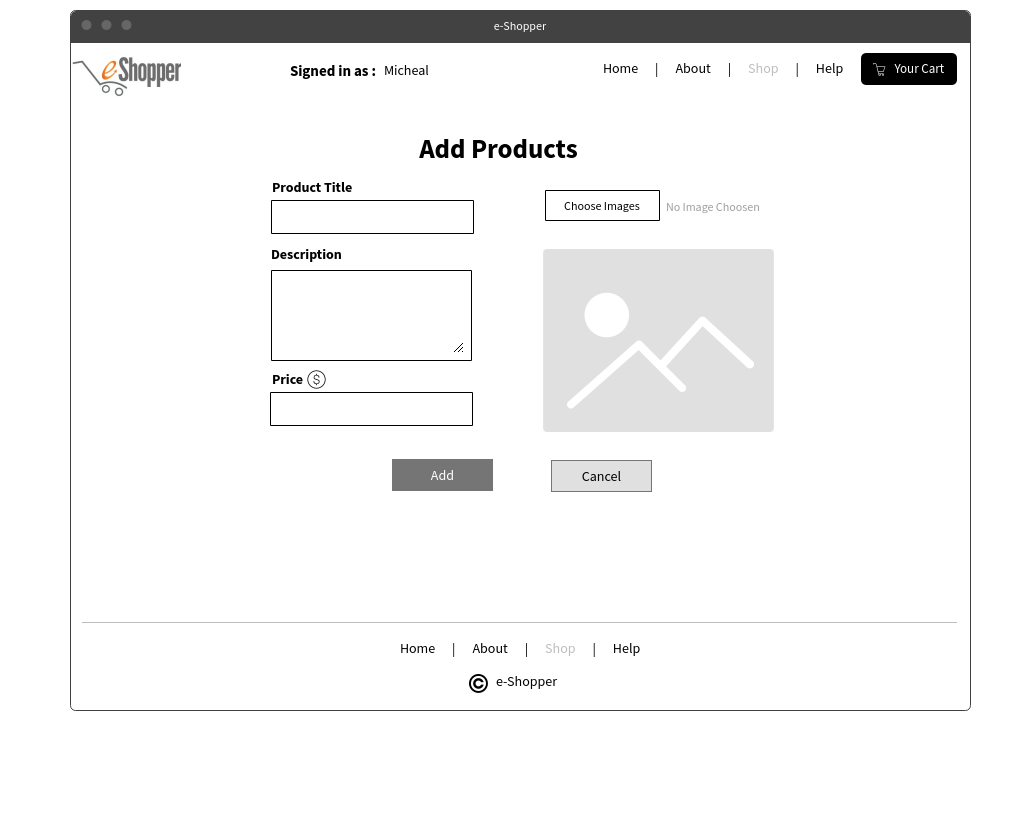 e-Shopper
eShopper
Signed in as : Micheal
Home | About | Shop | Help
Your Cart
Add Products
Product Title
Choose Images
No Image Choosen
Description
Price $
Add
Cancel
Home | About | Shop | Help
© e-Shopper